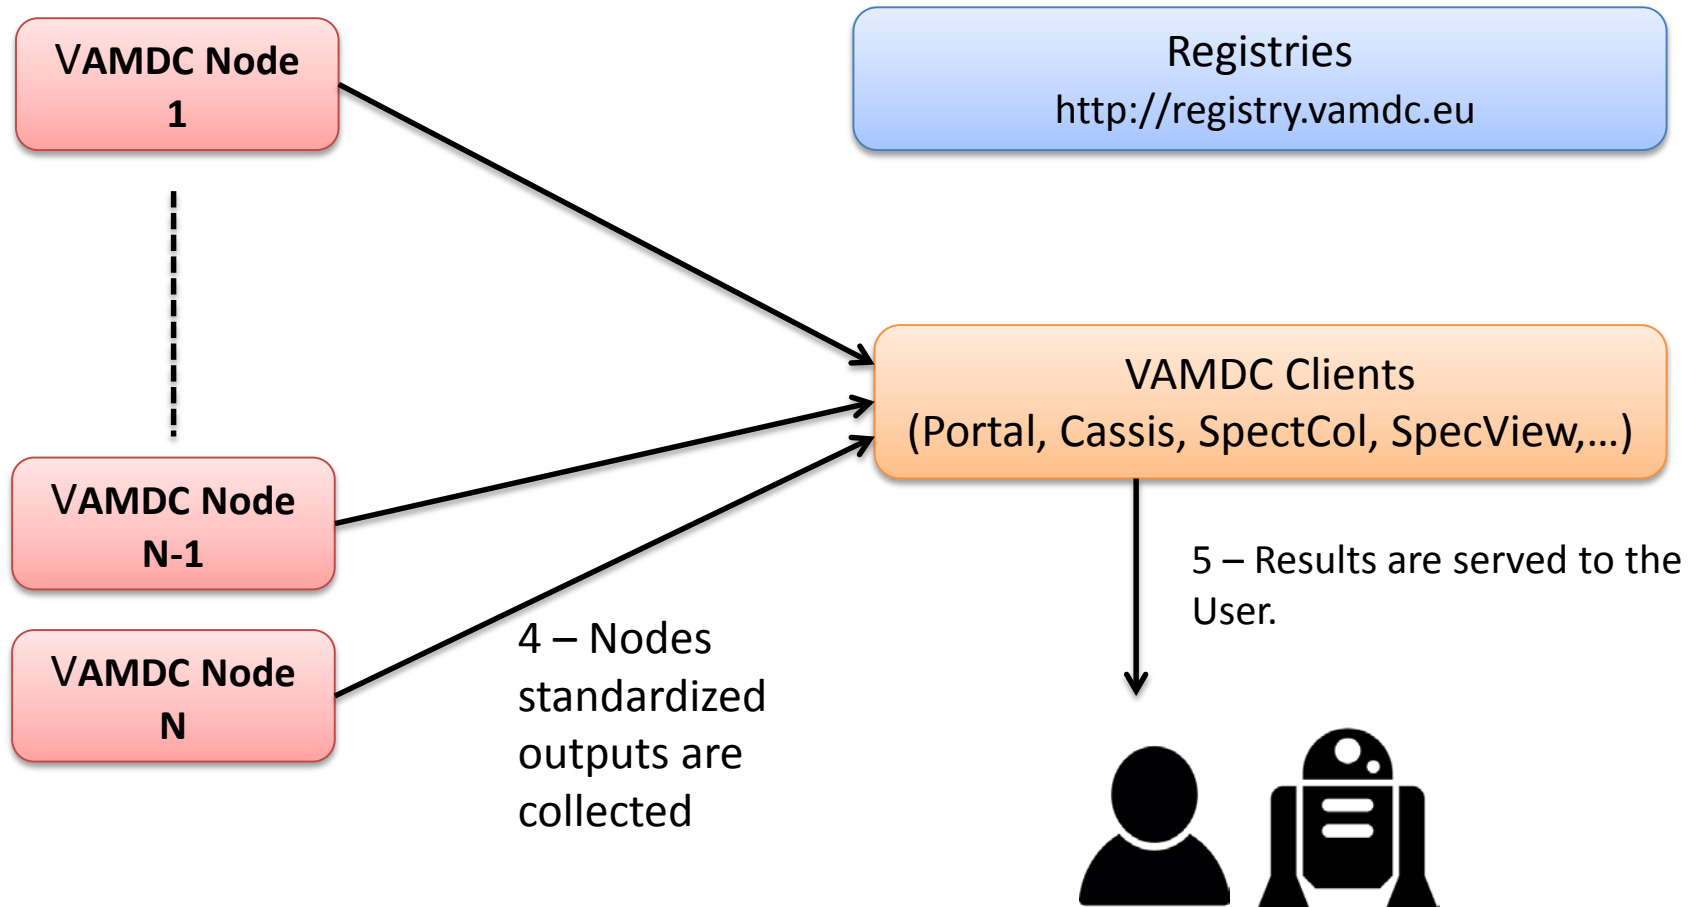 VAMDC Node
1
Registries
http://registry.vamdc.eu
VAMDC Clients
(Portal, Cassis, SpectCol, SpecView,...)
VAMDC Node
N-1
5 – Results are served to the
User.
VAMDC Node
N
4 – Nodes
standardized
outputs are
collected